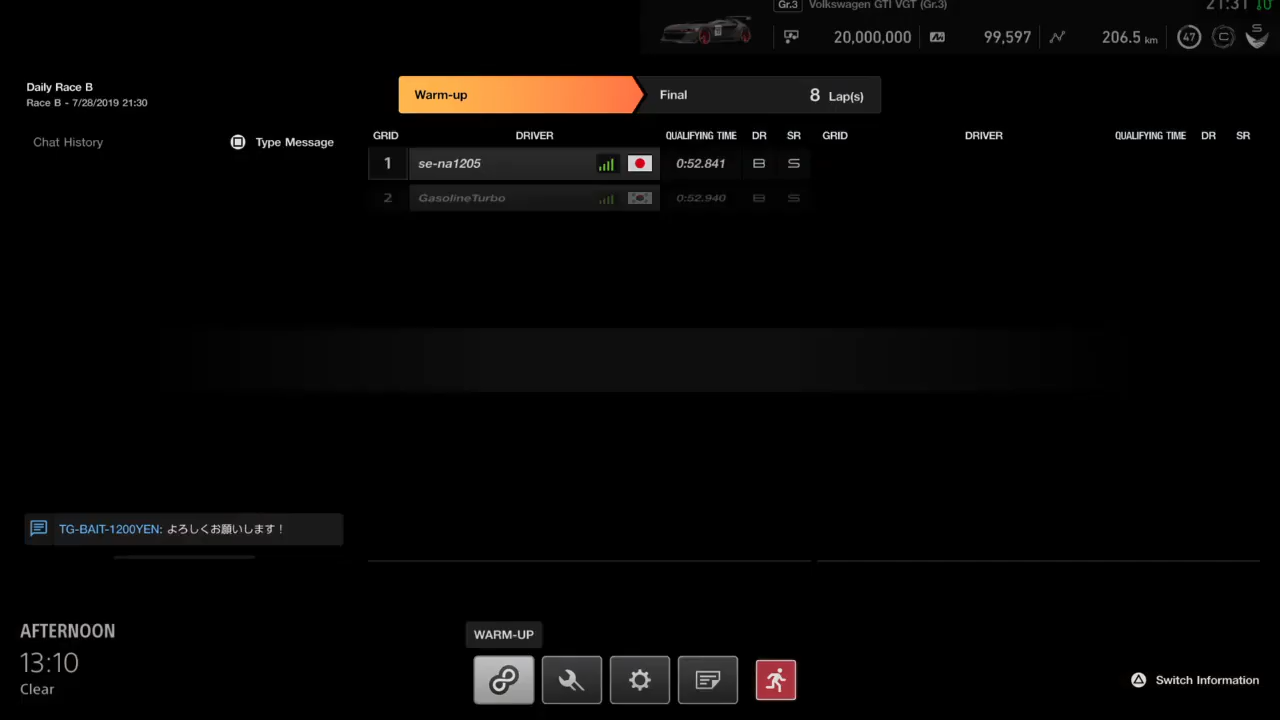 Gr.3 Volkswagen GTI VGT (Gr.3)
21:31
20,000,000 99,597 206.5 km 47 C S
Daily Race B
Race B - 7/28/2019 21:30
Warm-up Final 8 Lap(s)
Chat History Type Message
GRID DRIVER QUALIFYING TIME DR SR GRID DRIVER QUALIFYING TIME DR SR
1 se-na1205 0:52.841 B S
2 GasolineTurbo 0:52.940 B S
TG-BAIT-1200YEN: よろしくお願いします！
AFTERNOON
13:10
Clear
WARM-UP
Switch Information